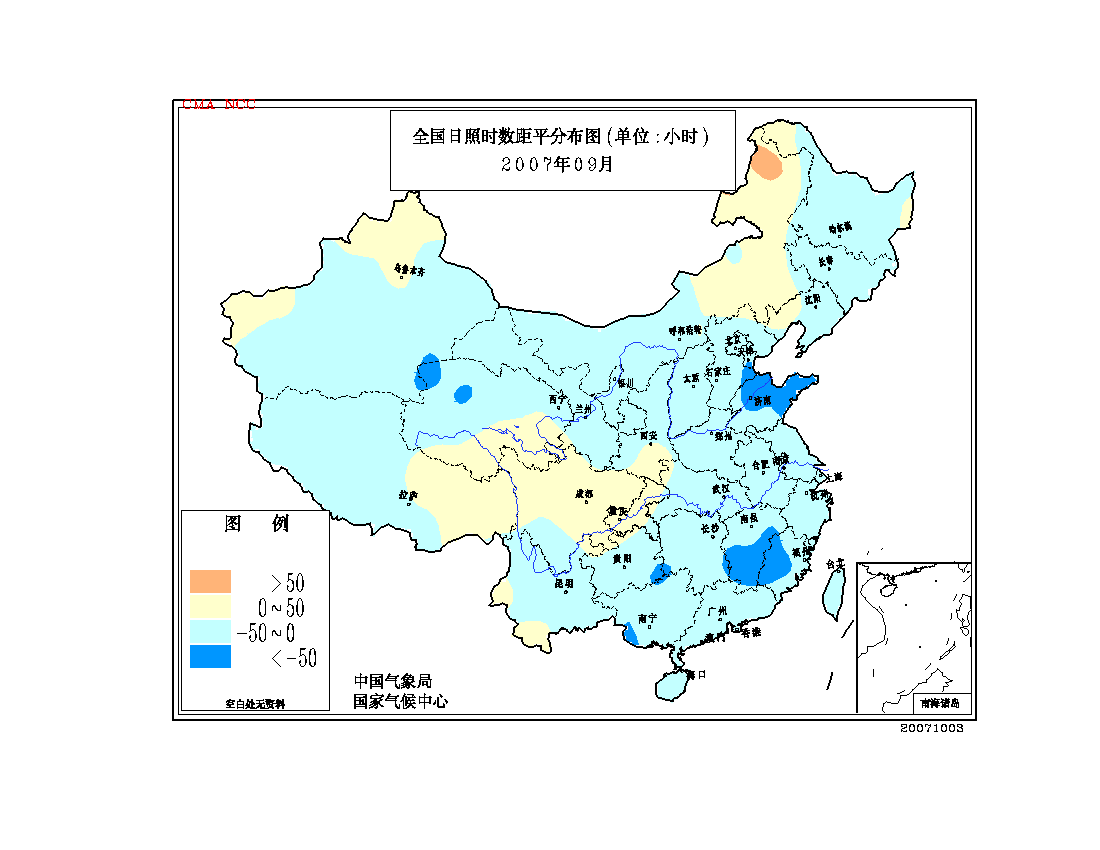 CMA NCC
全国日照时数距平分布图(单位:小时)
2007年09月
哈尔滨
长春
沈阳
乌鲁木齐
呼和浩特
北京
天津
银川
太原
石家庄
济南
西宁
兰州
西安
郑州
合肥
南京
上海
拉萨
成都
重庆
武汉
杭州
长沙
南昌
贵阳
福州
台北
昆明
南宁
广州
澳门
香港
海口
图 例
>50
0~50
-50~0
<-50
空白处无资料
中国气象局
国家气候中心
南海诸岛
20071003